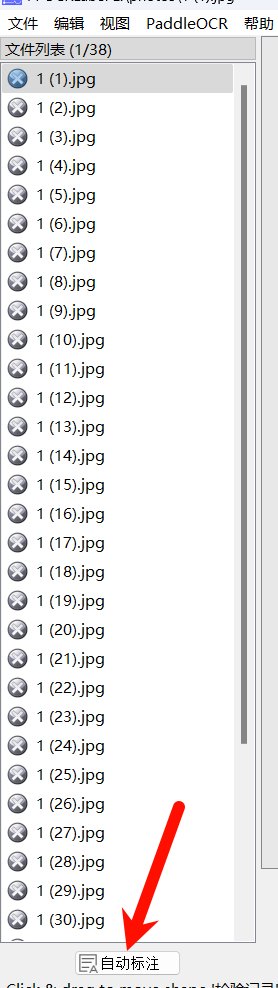 文件 编辑 视图 PaddleOCR 帮助
文件列表 (1/38)
1 (1).jpg
1 (2).jpg
1 (3).jpg
1 (4).jpg
1 (5).jpg
1 (6).jpg
1 (7).jpg
1 (8).jpg
1 (9).jpg
1 (10).jpg
1 (11).jpg
1 (12).jpg
1 (13).jpg
1 (14).jpg
1 (15).jpg
1 (16).jpg
1 (17).jpg
1 (18).jpg
1 (19).jpg
1 (20).jpg
1 (21).jpg
1 (22).jpg
1 (23).jpg
1 (24).jpg
1 (25).jpg
1 (26).jpg
1 (27).jpg
1 (28).jpg
1 (29).jpg
1 (30).jpg
自动标注
Click & drag to move shape '检验记录